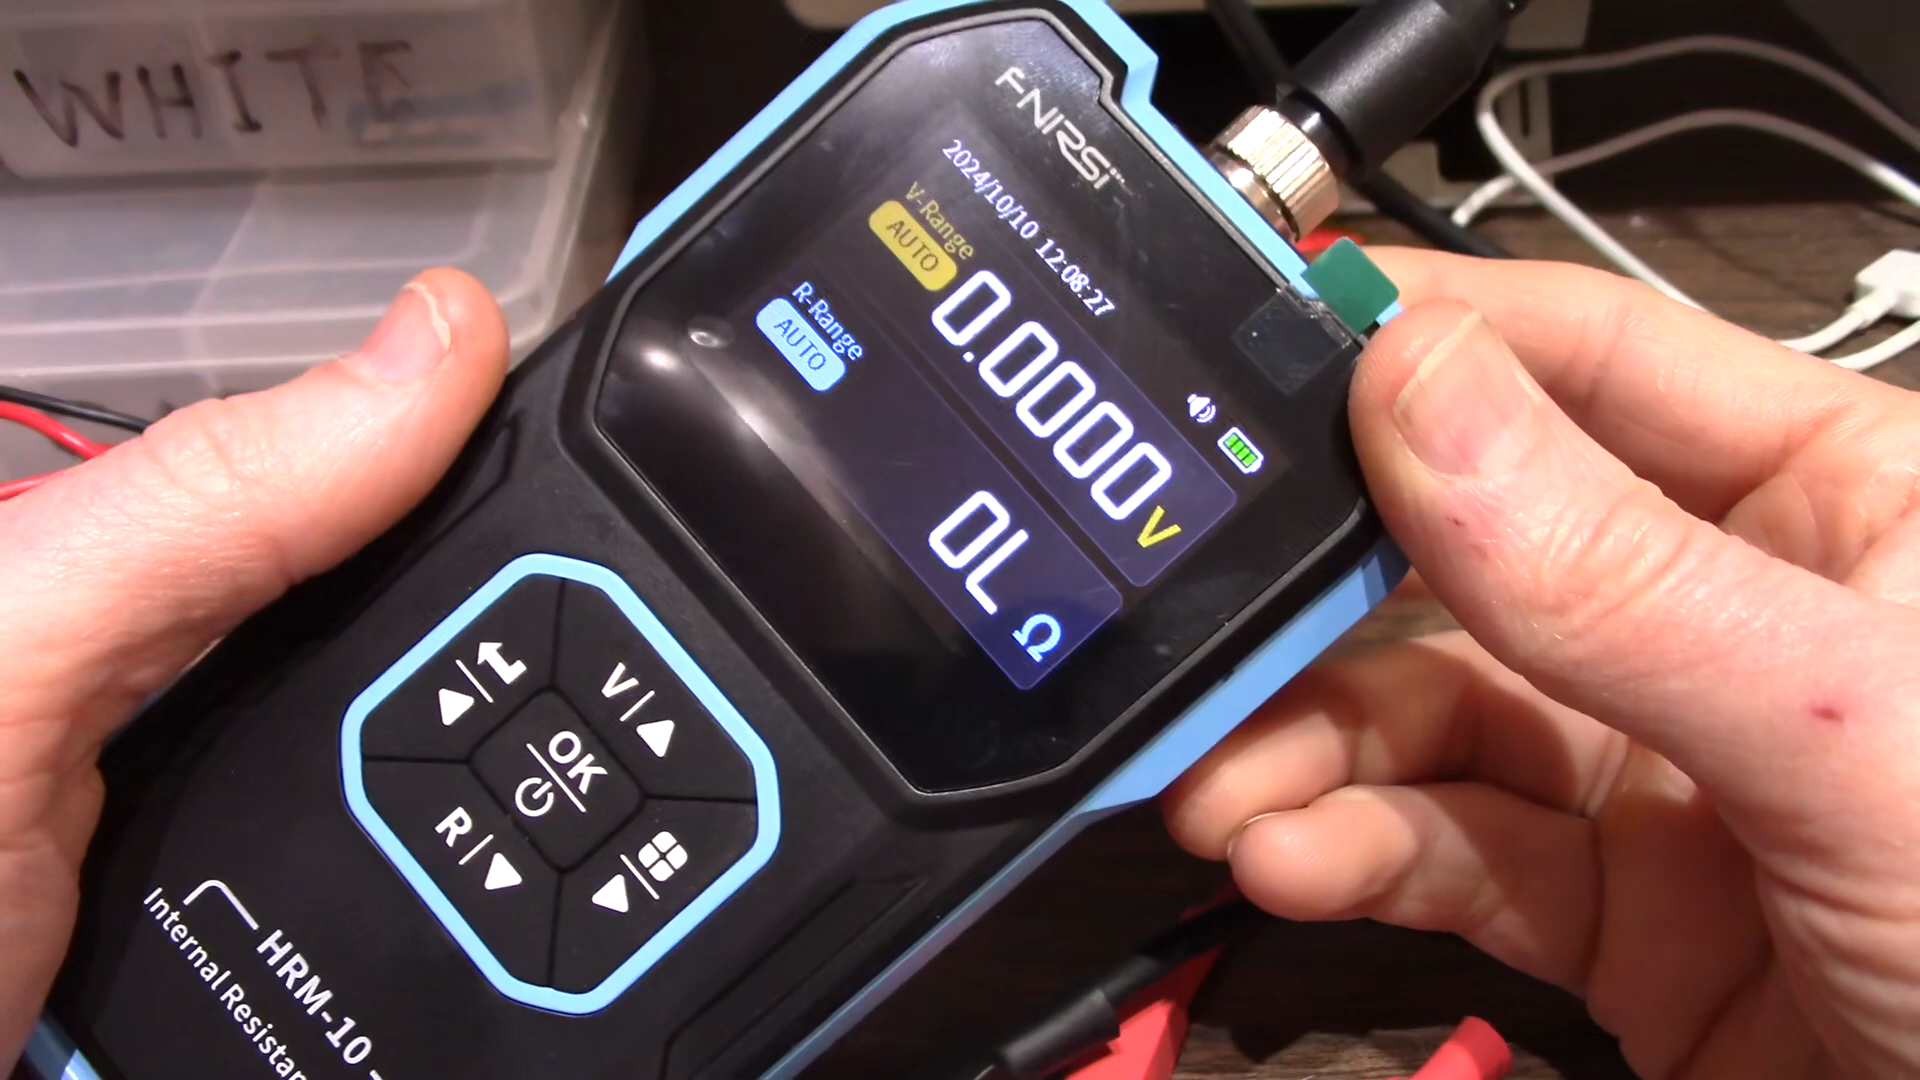 WHITE
FNIRSI
2024/10/10 12:08:27
V-Range
AUTO
0.0000 V
R-Range
AUTO
OL Ω
V/▲
OK
R/▼
HRM-10
Internal